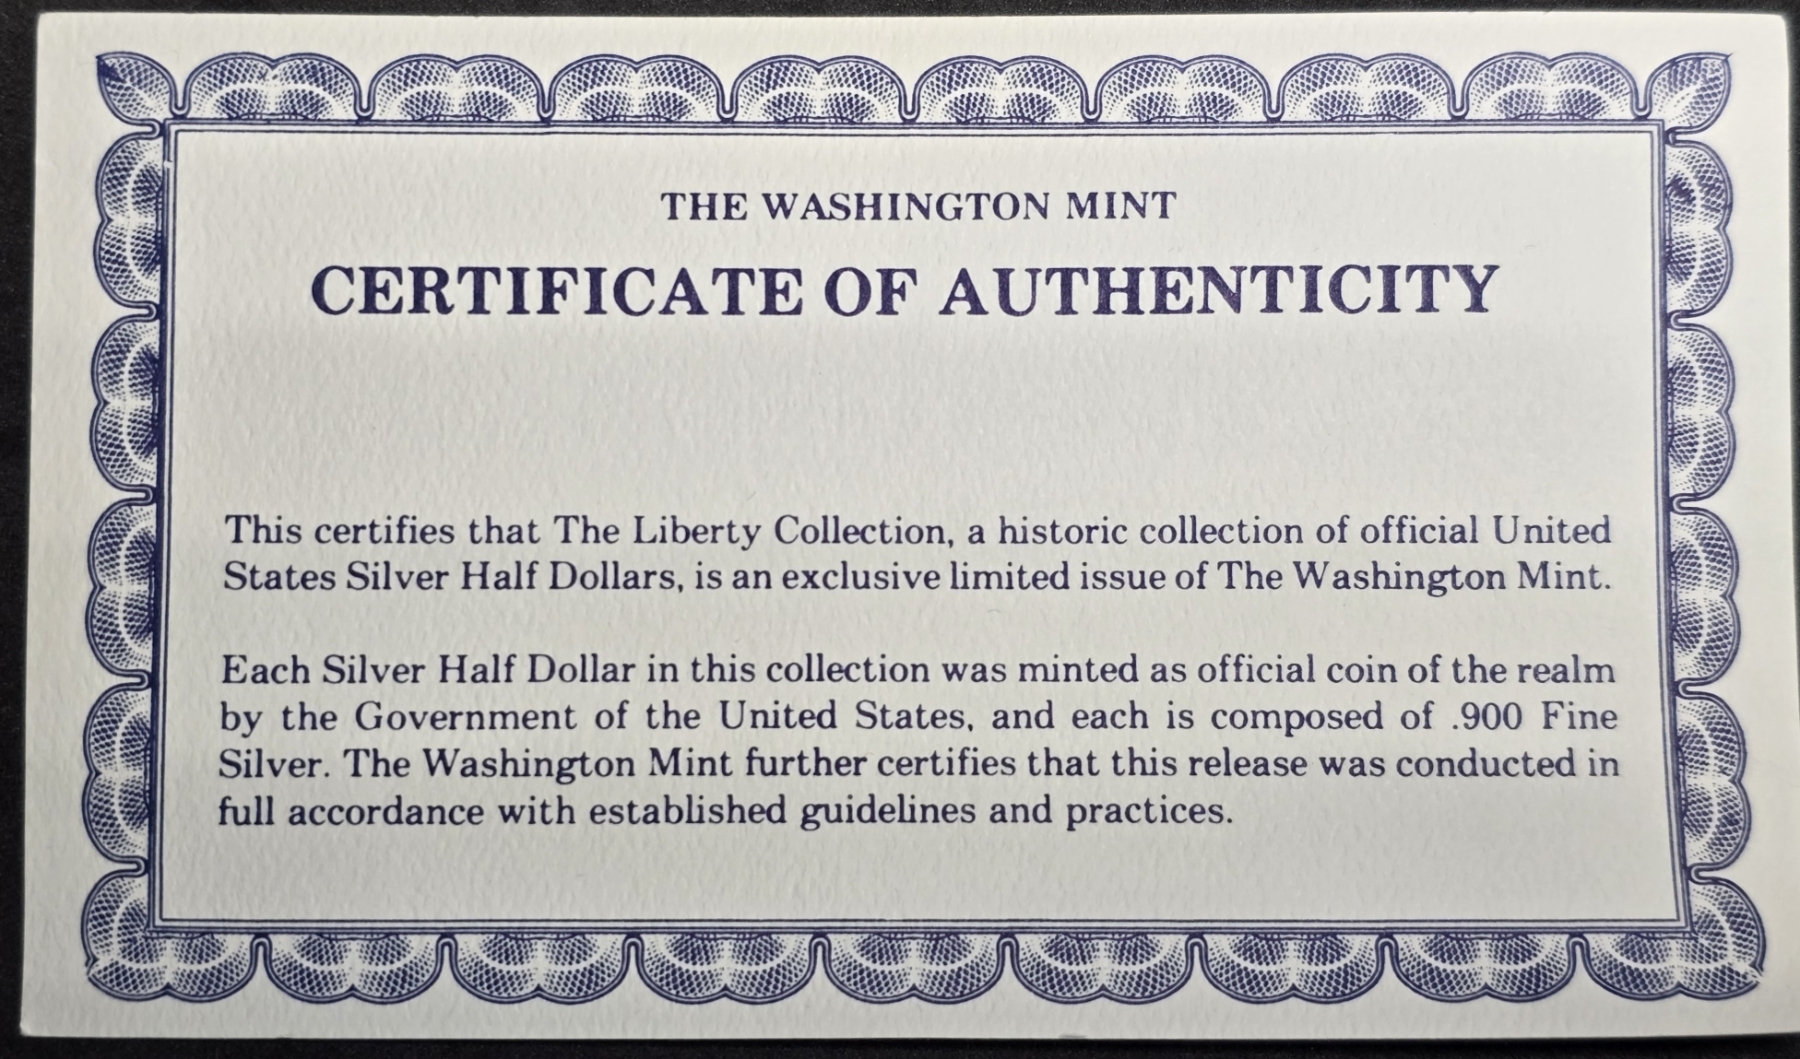 THE WASHINGTON MINT
CERTIFICATE OF AUTHENTICITY
This certifies that The Liberty Collection, a historic collection of official United
States Silver Half Dollars, is an exclusive limited issue of The Washington Mint.
Each Silver Half Dollar in this collection was minted as official coin of the realm
by the Government of the United States, and each is composed of .900 Fine
Silver. The Washington Mint further certifies that this release was conducted in
full accordance with established guidelines and practices.